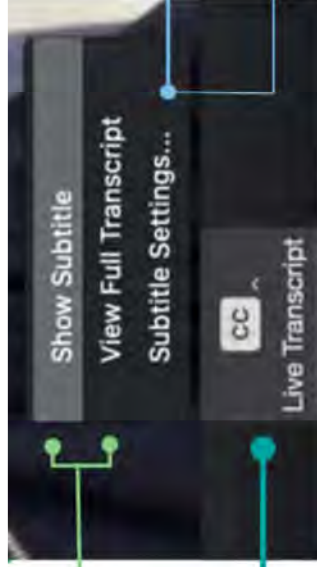 Show Subtitle
View Full Transcript
Subtitle Settings...
CC
Live Transcript